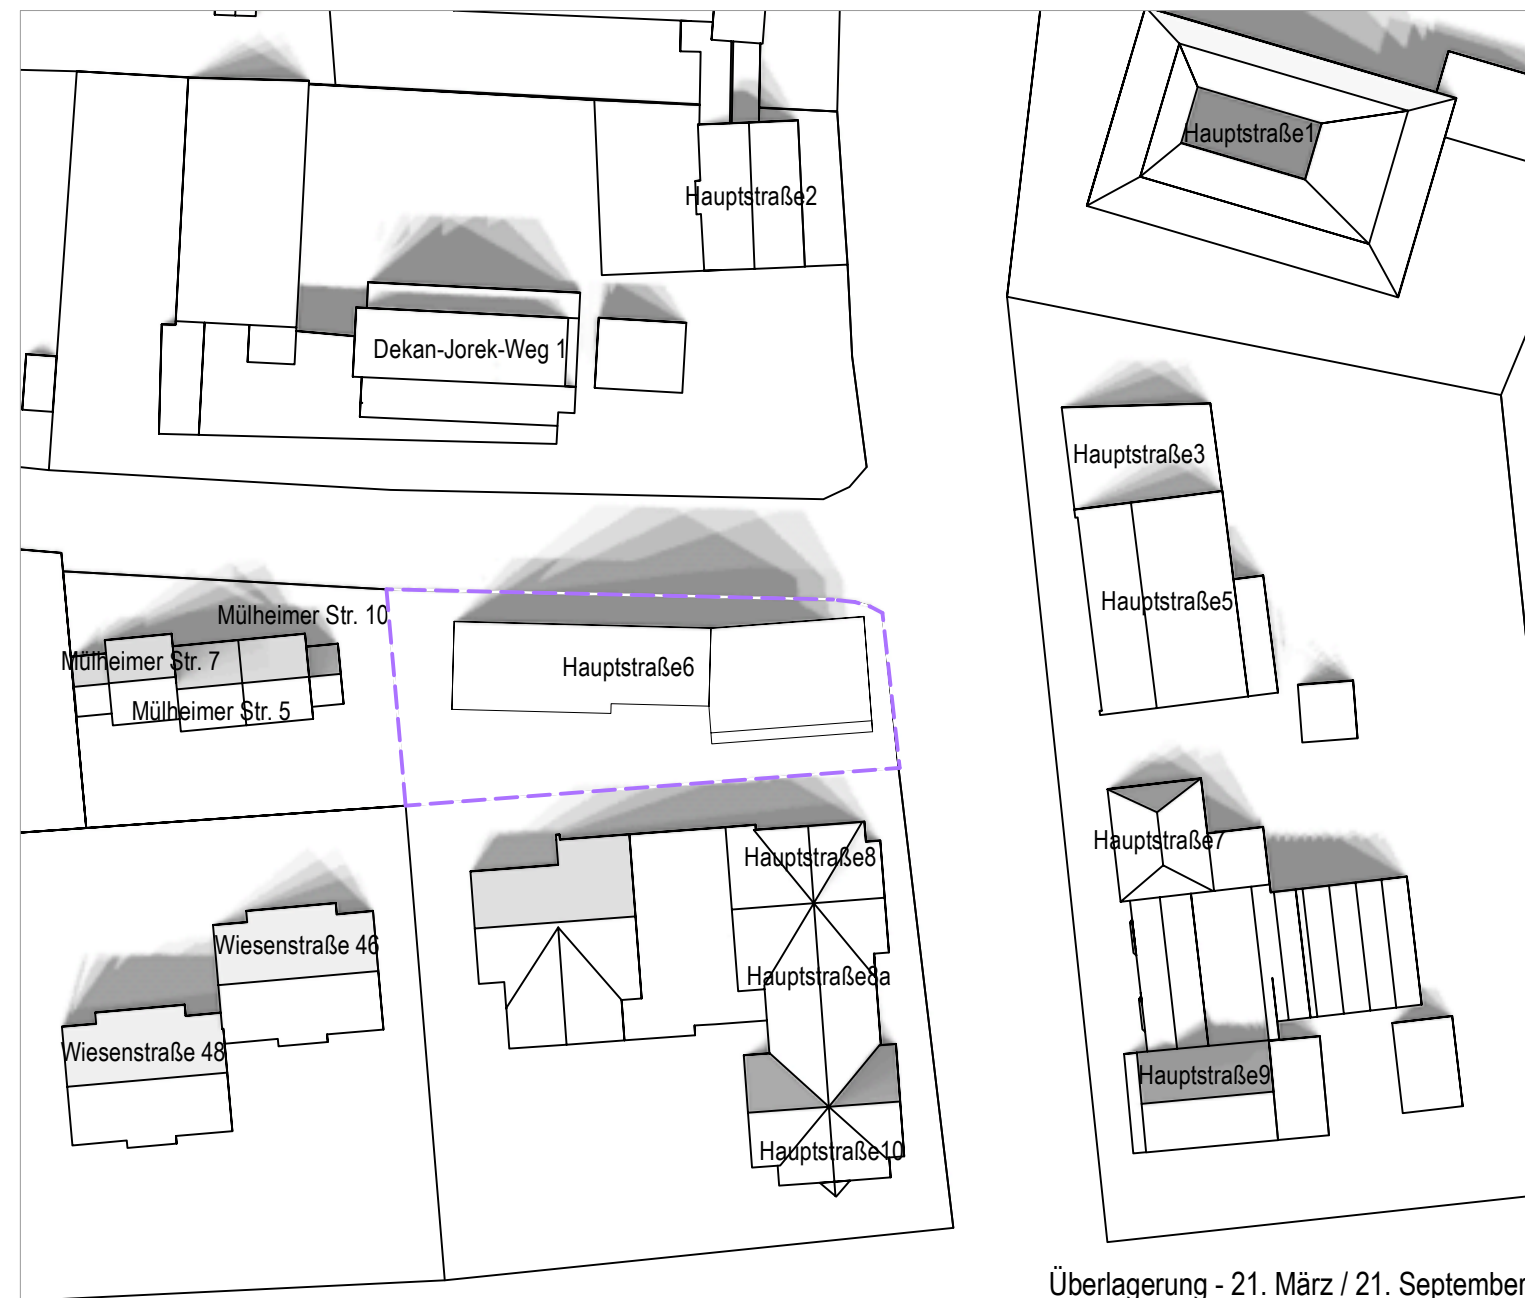 Hauptstraße1
Hauptstraße2
Dekan-Jorek-Weg 1
Hauptstraße3
Hauptstraße5
Mülheimer Str. 10
Mülheimer Str. 7
Hauptstraße6
Mülheimer Str. 5
Hauptstraße7
Hauptstraße8
Wiesenstraße 46
Hauptstraße8a
Wiesenstraße 48
Hauptstraße9
Hauptstraße10
Überlagerung - 21. März / 21. September